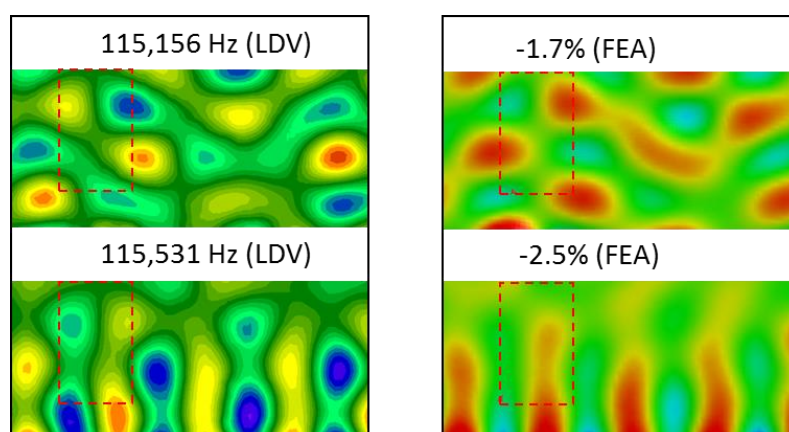 115,156 Hz (LDV)
-1.7% (FEA)
115,531 Hz (LDV)
-2.5% (FEA)